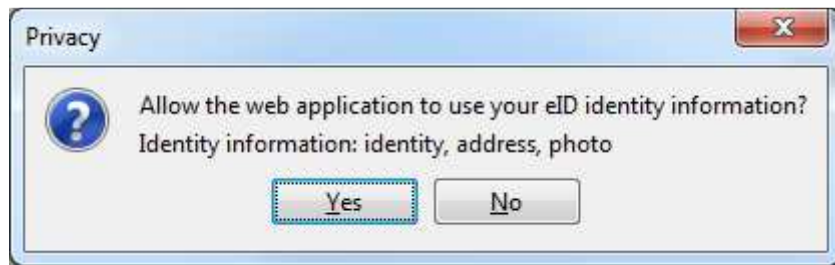 Privacy
Allow the web application to use your eID identity information?
Identity information: identity, address, photo
Yes
No